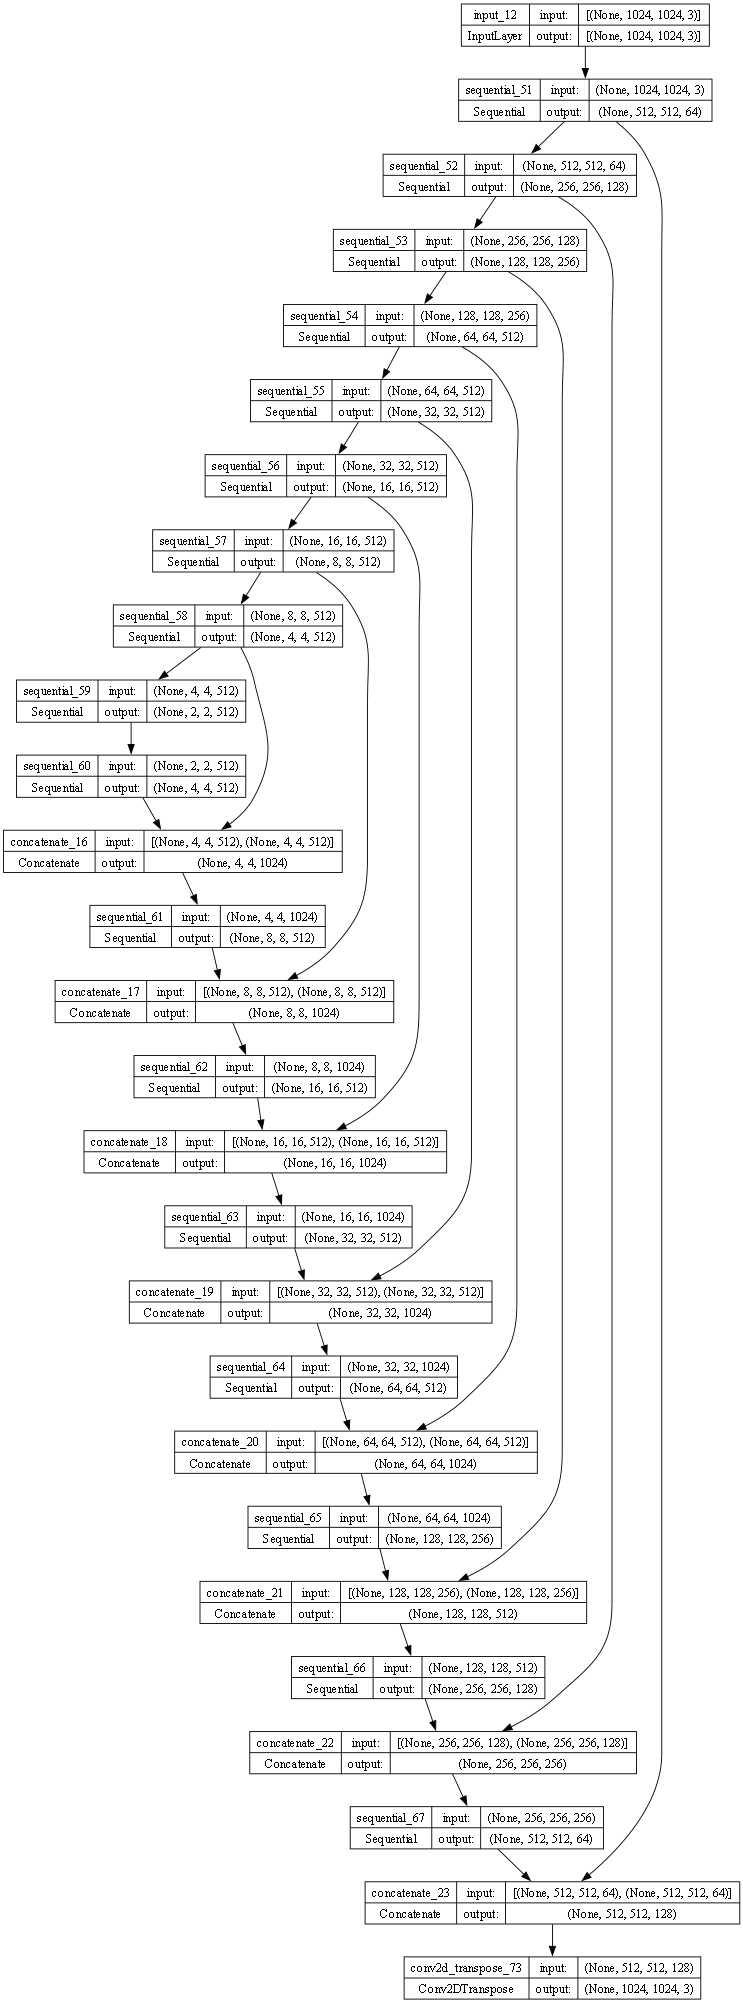 input_12 input: [(None, 1024, 1024, 3)]
InputLayer output: [(None, 1024, 1024, 3)]
sequential_51 input: (None, 1024, 1024, 3)
Sequential output: (None, 512, 512, 64)
sequential_52 input: (None, 512, 512, 64)
Sequential output: (None, 256, 256, 128)
sequential_53 input: (None, 256, 256, 128)
Sequential output: (None, 128, 128, 256)
sequential_54 input: (None, 128, 128, 256)
Sequential output: (None, 64, 64, 512)
sequential_55 input: (None, 64, 64, 512)
Sequential output: (None, 32, 32, 512)
sequential_56 input: (None, 32, 32, 512)
Sequential output: (None, 16, 16, 512)
sequential_57 input: (None, 16, 16, 512)
Sequential output: (None, 8, 8, 512)
sequential_58 input: (None, 8, 8, 512)
Sequential output: (None, 4, 4, 512)
sequential_59 input: (None, 4, 4, 512)
Sequential output: (None, 2, 2, 512)
sequential_60 input: (None, 2, 2, 512)
Sequential output: (None, 4, 4, 512)
concatenate_16 input: [(None, 4, 4, 512), (None, 4, 4, 512)]
Concatenate output: (None, 4, 4, 1024)
sequential_61 input: (None, 4, 4, 1024)
Sequential output: (None, 8, 8, 512)
concatenate_17 input: [(None, 8, 8, 512), (None, 8, 8, 512)]
Concatenate output: (None, 8, 8, 1024)
sequential_62 input: (None, 8, 8, 1024)
Sequential output: (None, 16, 16, 512)
concatenate_18 input: [(None, 16, 16, 512), (None, 16, 16, 512)]
Concatenate output: (None, 16, 16, 1024)
sequential_63 input: (None, 16, 16, 1024)
Sequential output: (None, 32, 32, 512)
concatenate_19 input: [(None, 32, 32, 512), (None, 32, 32, 512)]
Concatenate output: (None, 32, 32, 1024)
sequential_64 input: (None, 32, 32, 1024)
Sequential output: (None, 64, 64, 512)
concatenate_20 input: [(None, 64, 64, 512), (None, 64, 64, 512)]
Concatenate output: (None, 64, 64, 1024)
sequential_65 input: (None, 64, 64, 1024)
Sequential output: (None, 128, 128, 256)
concatenate_21 input: [(None, 128, 128, 256), (None, 128, 128, 256)]
Concatenate output: (None, 128, 128, 512)
sequential_66 input: (None, 128, 128, 512)
Sequential output: (None, 256, 256, 128)
concatenate_22 input: [(None, 256, 256, 128), (None, 256, 256, 128)]
Concatenate output: (None, 256, 256, 256)
sequential_67 input: (None, 256, 256, 256)
Sequential output: (None, 512, 512, 64)
concatenate_23 input: [(None, 512, 512, 64), (None, 512, 512, 64)]
Concatenate output: (None, 512, 512, 128)
conv2d_transpose_73 input: (None, 512, 512, 128)
Conv2DTranspose output: (None, 1024, 1024, 3)